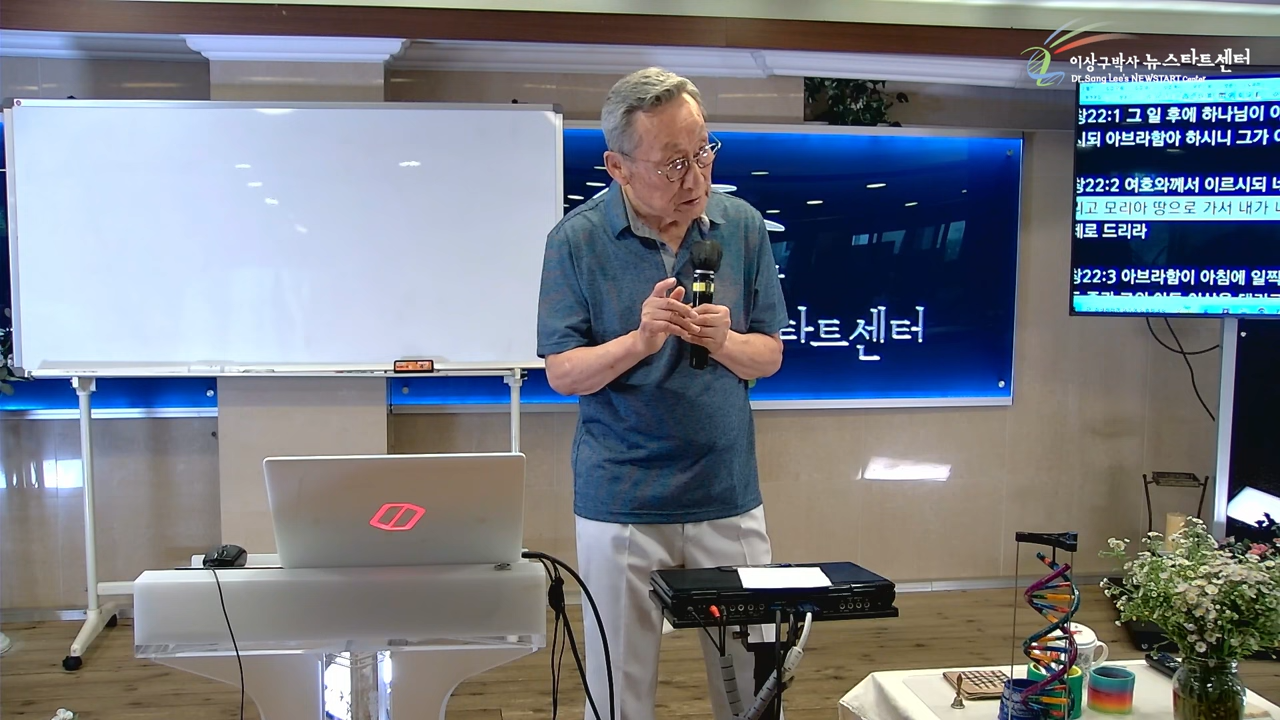 이상구박사 뉴스타트센터
Dr. Sang Lee's NEWSTART Center
창22:1 그 일 후에 하나님이
시되 아브라함아 하시니 그가
창22:2 여호와께서 이르시되
리고 모리아 땅으로 가서 내가
제로 드리라
창22:3 아브라함이 아침에 일찍
타트센터